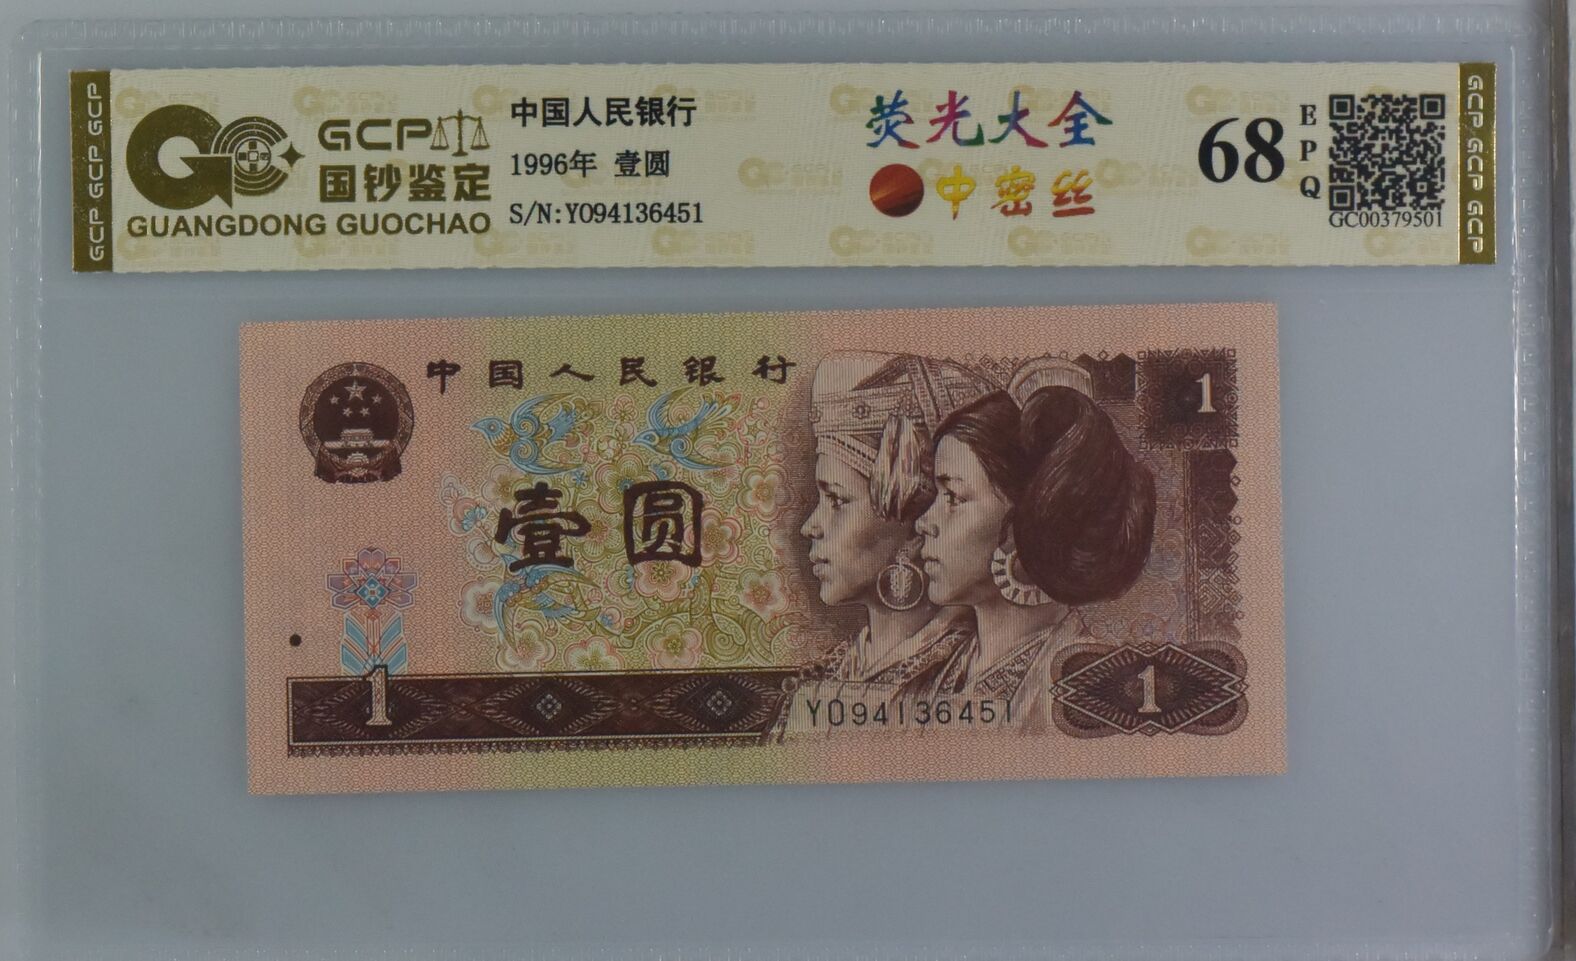 GCP GCP GCP
GCP
国钞鉴定
GUANGDONG GUOCHAO
中国人民银行
1996年 壹圆
S/N:Y094136451
荧光大全
中密丝
68
EPQ
GC00379501
GCP GCP GCP
中国人民银行
1
壹圆
1
Y094136451
1